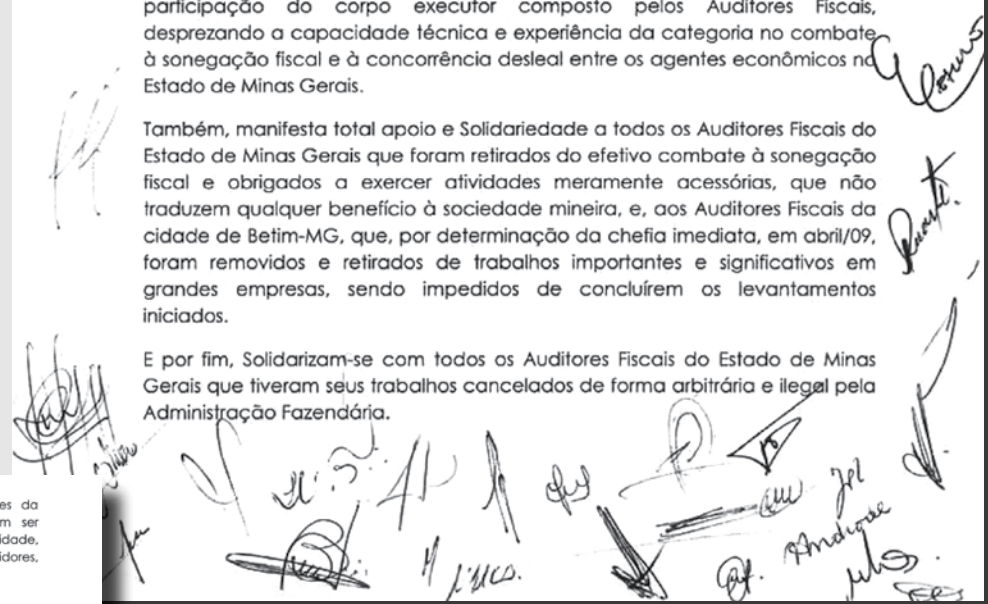 participação do corpo executor composto pelos Auditores Fiscais,
desprezando a capacidade técnica e experiência da categoria no combate
à sonegação fiscal e à concorrência desleal entre os agentes econômicos no
Estado de Minas Gerais.
Também, manifesta total apoio e Solidariedade a todos os Auditores Fiscais do
Estado de Minas Gerais que foram retirados do efetivo combate à sonegação
fiscal e obrigados a exercer atividades meramente acessórias, que não
traduzem qualquer benefício à sociedade mineira, e, aos Auditores Fiscais da
cidade de Betim-MG, que, por determinação da chefia imediata, em abril/09,
foram removidos e retirados de trabalhos importantes e significativos em
grandes empresas, sendo impedidos de concluírem os levantamentos
iniciados.
E por fim, Solidarizam-se com todos os Auditores Fiscais do Estado de Minas
Gerais que tiveram seus trabalhos cancelados de forma arbitrária e ilegal pela
Administração Fazendária.
es da
m ser
idade,
idores,